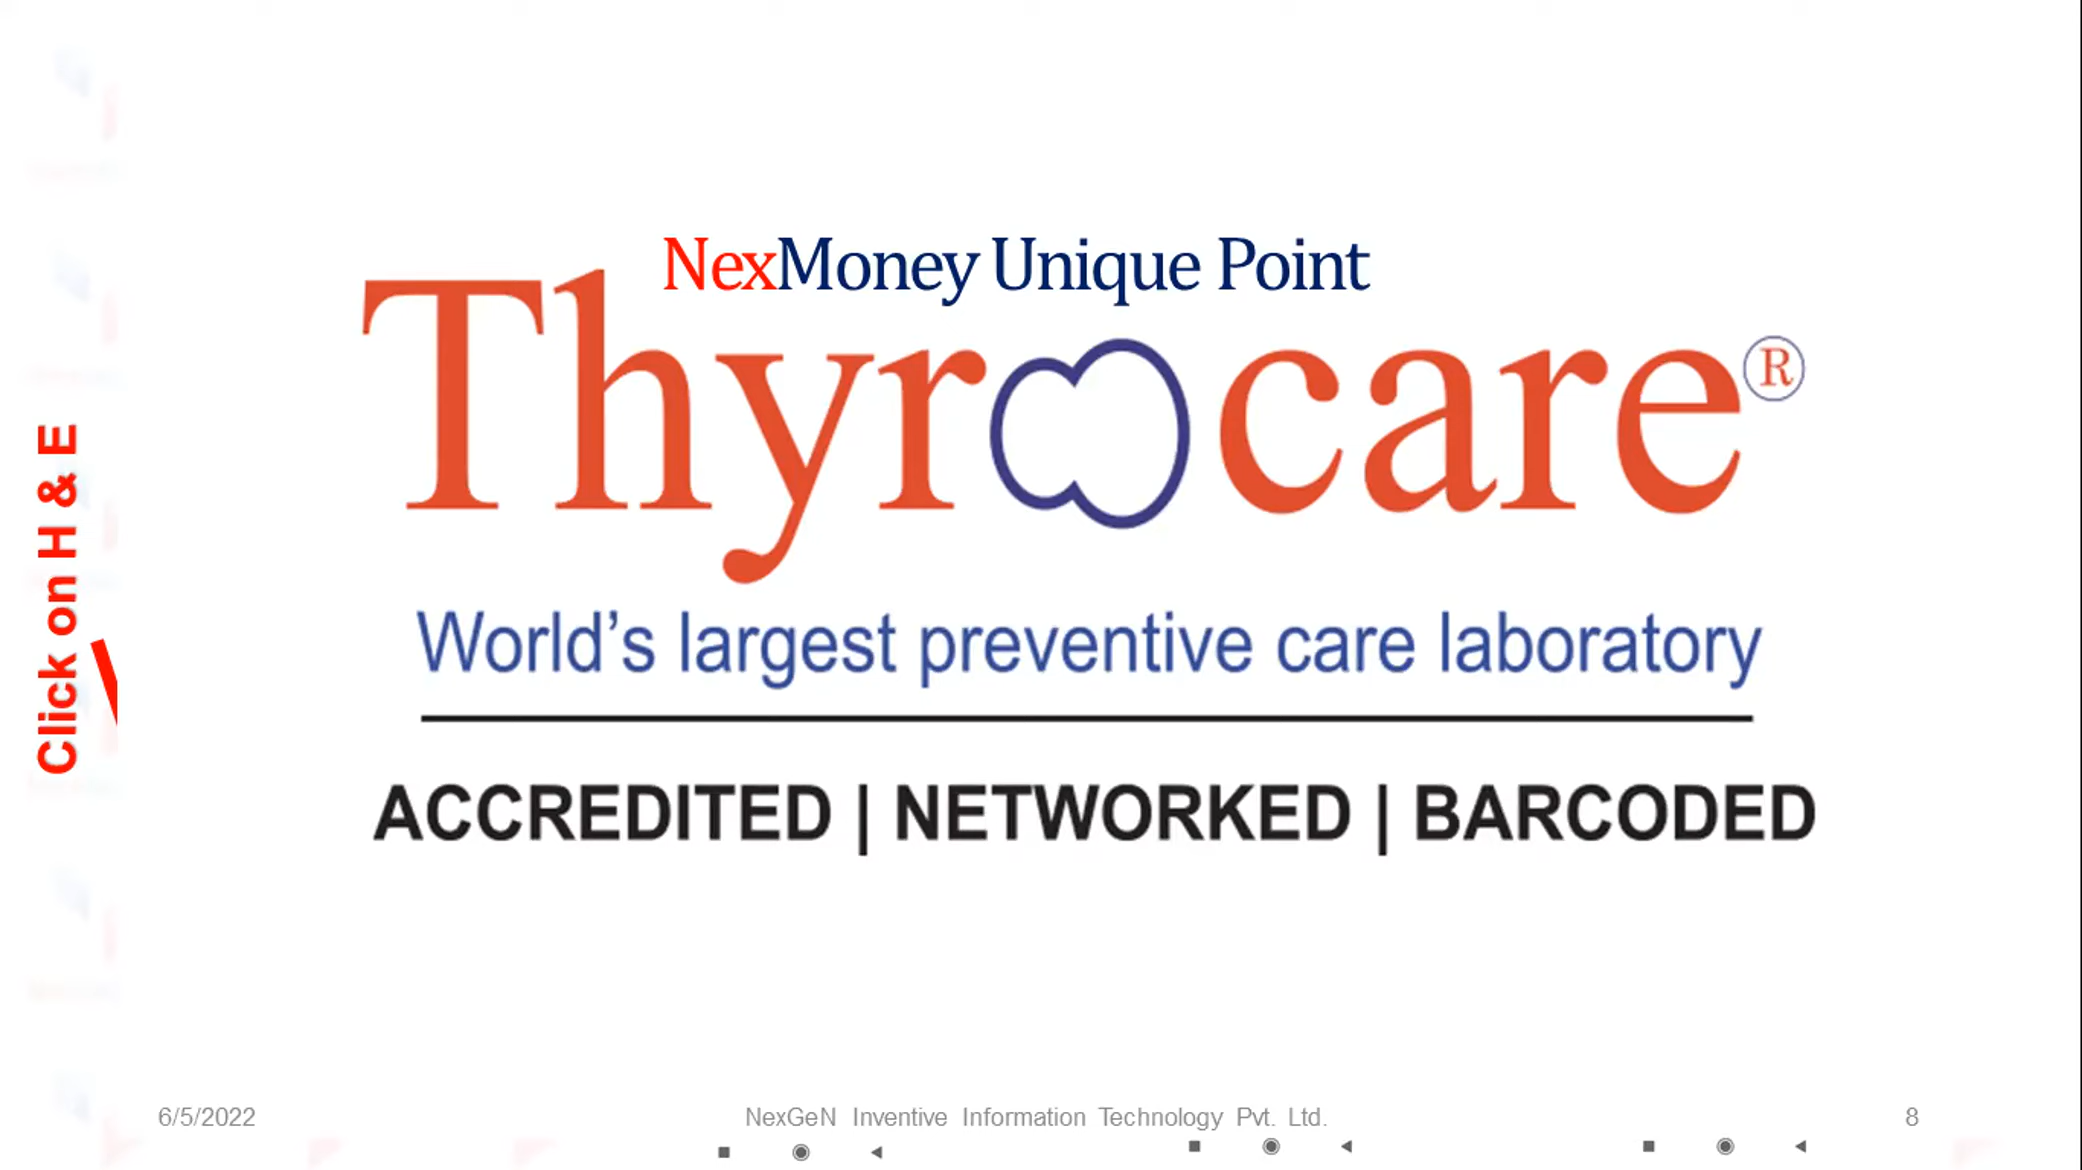 NexMoney Unique Point
Thyrocare®
World's largest preventive care laboratory
ACCREDITED | NETWORKED | BARCODED
Click on H & E
6/5/2022
NexGeN Inventive Information Technology Pvt. Ltd.
8